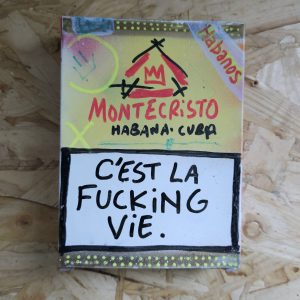 Habanos
MONTECRISTO
HABANA·CUBA
C'EST LA
FUCKING
ViE.